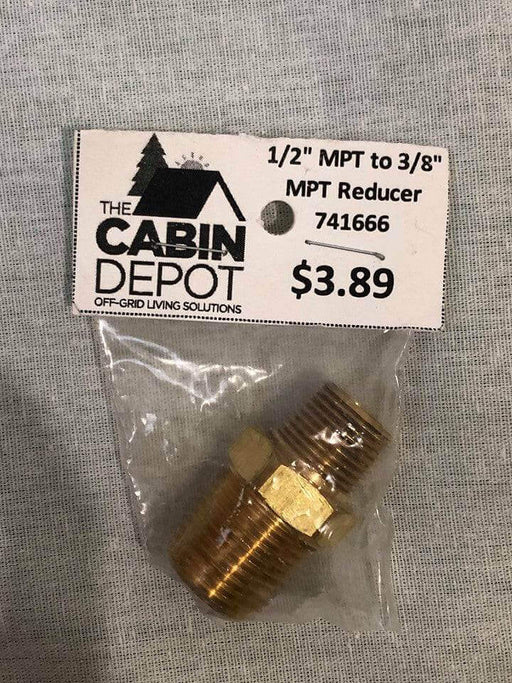 THE
CABIN
DEPOT
OFF-GRID LIVING SOLUTIONS
1/2" MPT to 3/8"
MPT Reducer
741666
$3.89